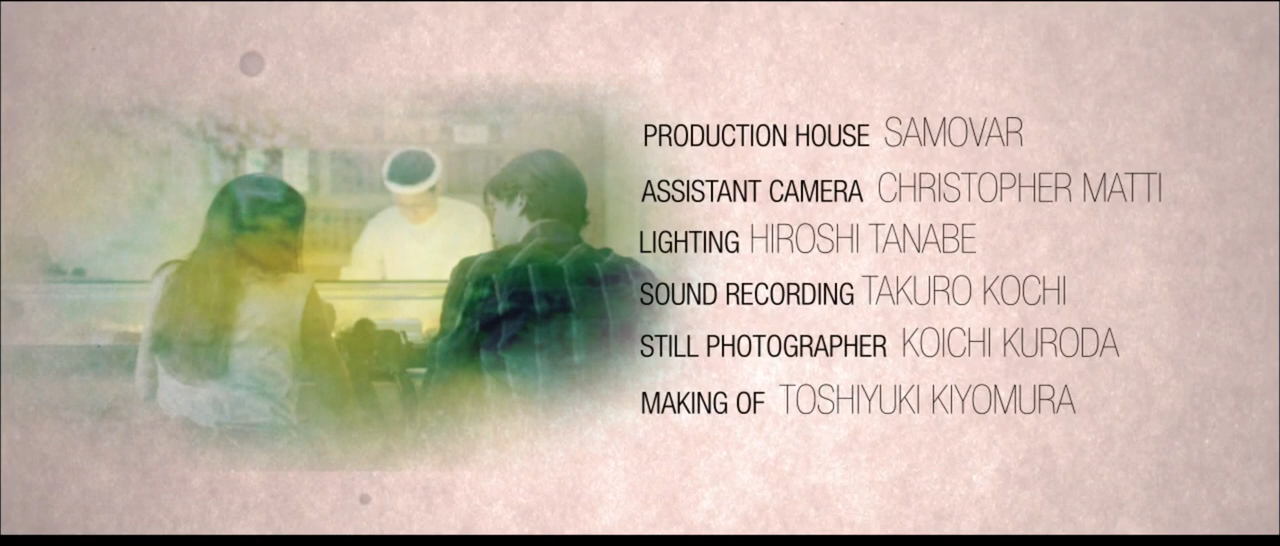 PRODUCTION HOUSE SAMOVAR
ASSISTANT CAMERA CHRISTOPHER MATTI
LIGHTING HIROSHI TANABE
SOUND RECORDING TAKURO KOCHI
STILL PHOTOGRAPHER KOICHI KURODA
MAKING OF TOSHIYUKI KIYOMURA